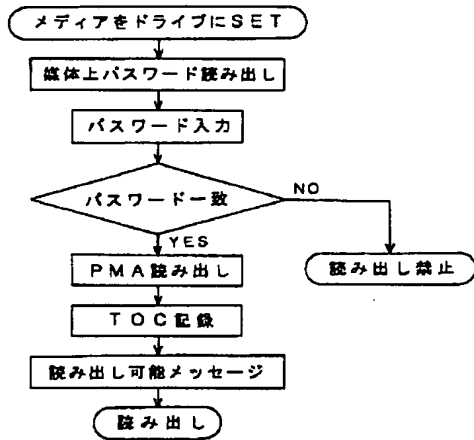 メディアをドライブにSET
媒体上パスワード読み出し
パスワード入力
パスワード一致
NO
YES
PMA読み出し
読み出し禁止
TOC記録
読み出し可能メッセージ
読み出し